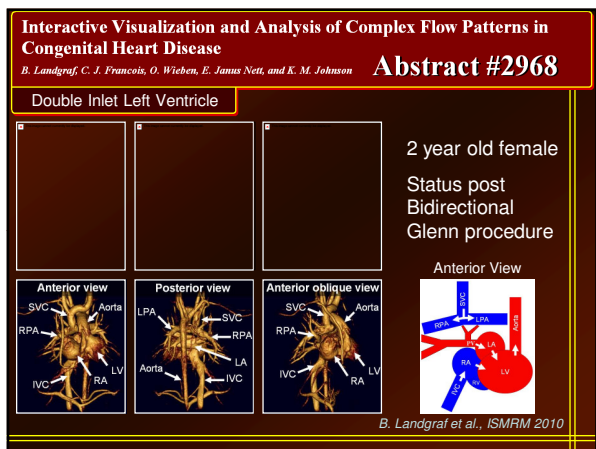 Interactive Visualization and Analysis of Complex Flow Patterns in
Congenital Heart Disease
B. Landgraf, C. J. Francois, O. Wieben, E. Janus Nett, and K. M. Johnson
Abstract #2968
Double Inlet Left Ventricle
2 year old female
Status post
Bidirectional
Glenn procedure
Anterior view
SVC
Aorta
RPA
LV
IVC
RA
Posterior view
LPA
SVC
RPA
LA
Aorta
IVC
Anterior oblique view
SVC
Aorta
RPA
LV
IVC
RA
Anterior View
SVC
RPA
LPA
Aorta
PV
LA
RA
LV
RV
IVC
B. Landgraf et al., ISMRM 2010